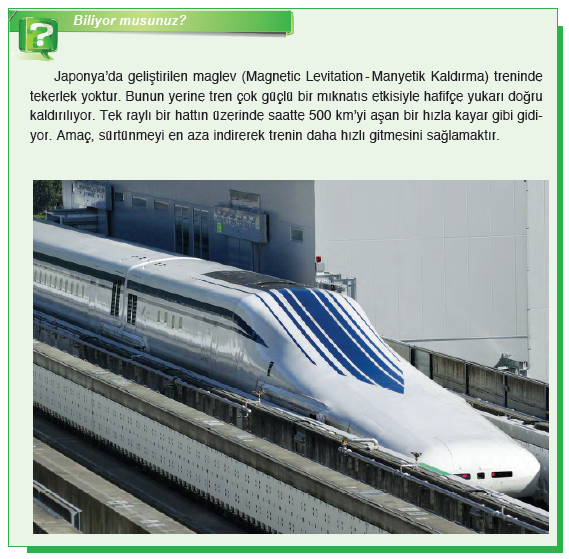 ?
Biliyor musunuz?
Japonya'da geliştirilen maglev (Magnetic Levitation-Manyetik Kaldırma) treninde
tekerlek yoktur. Bunun yerine tren çok güçlü bir mıknatıs etkisiyle hafifçe yukarı doğru
kaldırılıyor. Tek raylı bir hattın üzerinde saatte 500 km'yi aşan bir hızla kayar gibi gidi-
yor. Amaç, sürtünmeyi en aza indirerek trenin daha hızlı gitmesini sağlamaktır.